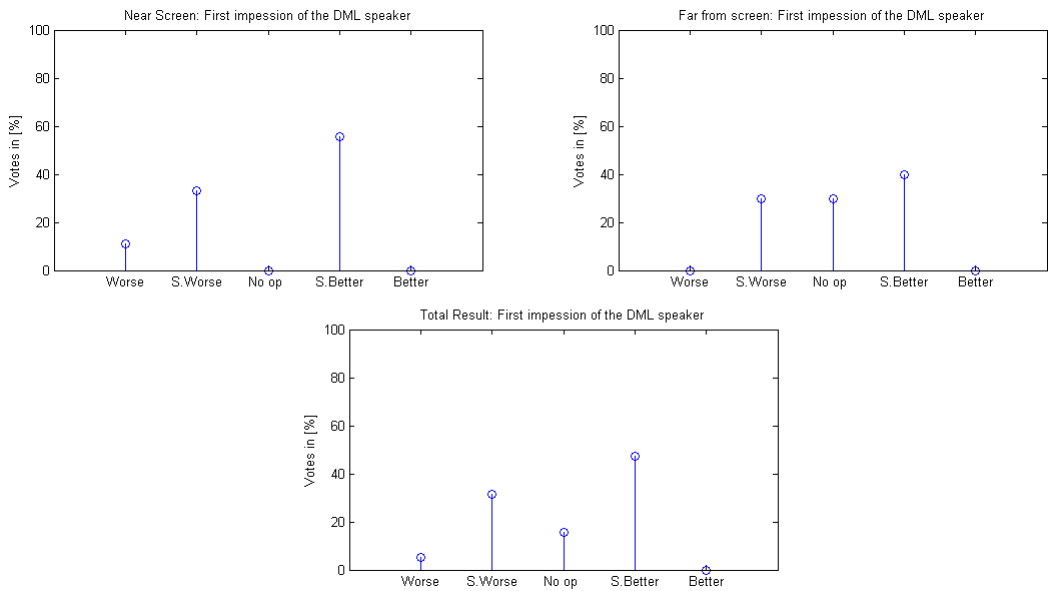 Near Screen: First impession of the DML speaker
100
80
60
40
20
0
Votes in [%]
Worse S.Worse No op S.Better Better
Far from screen: First impession of the DML speaker
100
80
60
40
20
0
Votes in [%]
Worse S.Worse No op S.Better Better
Total Result: First impession of the DML speaker
100
80
60
40
20
0
Votes in [%]
Worse S.Worse No op S.Better Better